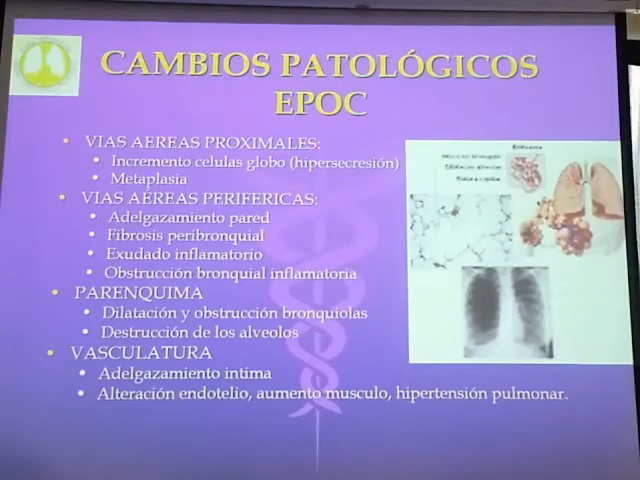 CAMBIOS PATOLÓGICOS
EPOC
VIAS AEREAS PROXIMALES:
Incremento celulas globo (hipersecresión)
Metaplasia
VIAS AÉREAS PERIFERICAS:
Adelgazamiento pared
Fibrosis peribronquial
Exudado inflamatorio
Obstrucción bronquial inflamatoria
PARENQUIMA
Dilatación y obstrucción bronquiolas
Destrucción de los alveolos
VASCULATURA
Adelgazamiento intima
Alteración endotelio, aumento musculo, hipertensión pulmonar.